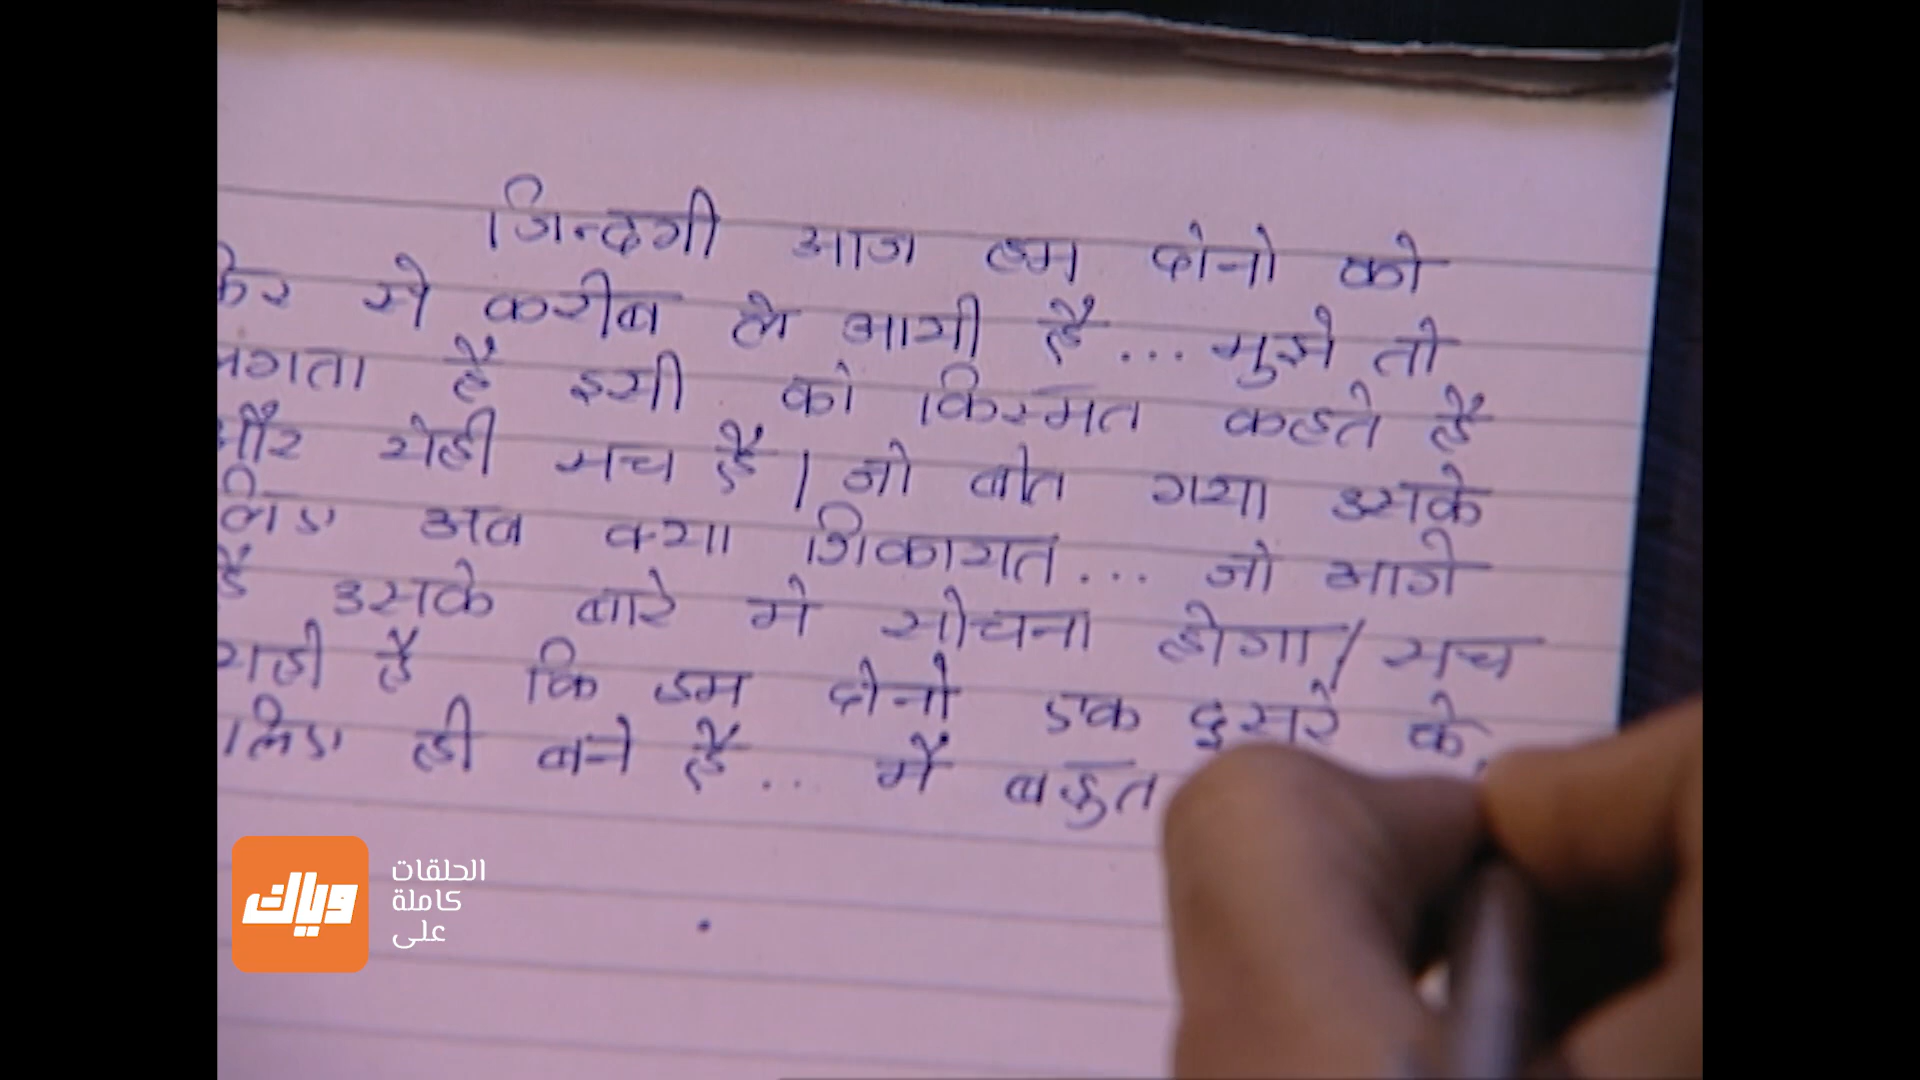 जिन्दगी आज हम दोनो को
फिर से करीब ले आयी है... मुझे तो
लगता है इसी को किस्मत कहते है
और येही सच है। जो बीत गया उसके
लिए अब क्या शिकायत... जो आगे
है उसके बारे मे सोचना होगा। सच
यही है कि हम दोनो एक दुसरे के
लिए ही बने है... मैं बहुत
وياك
الحلقات
كاملة
على